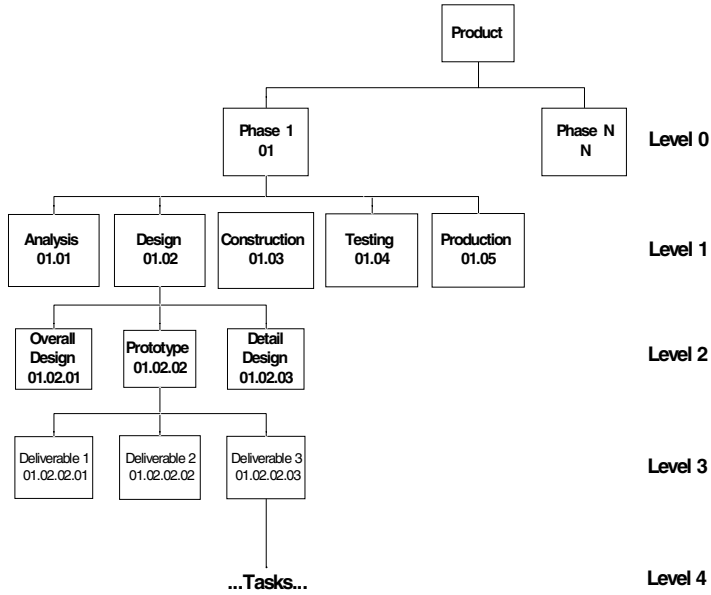 Product
Phase 1
01
Phase N
N
Level 0
Analysis
01.01
Design
01.02
Construction
01.03
Testing
01.04
Production
01.05
Level 1
Overall
Design
01.02.01
Prototype
01.02.02
Detail
Design
01.02.03
Level 2
Deliverable 1
01.02.02.01
Deliverable 2
01.02.02.02
Deliverable 3
01.02.02.03
Level 3
...Tasks...
Level 4